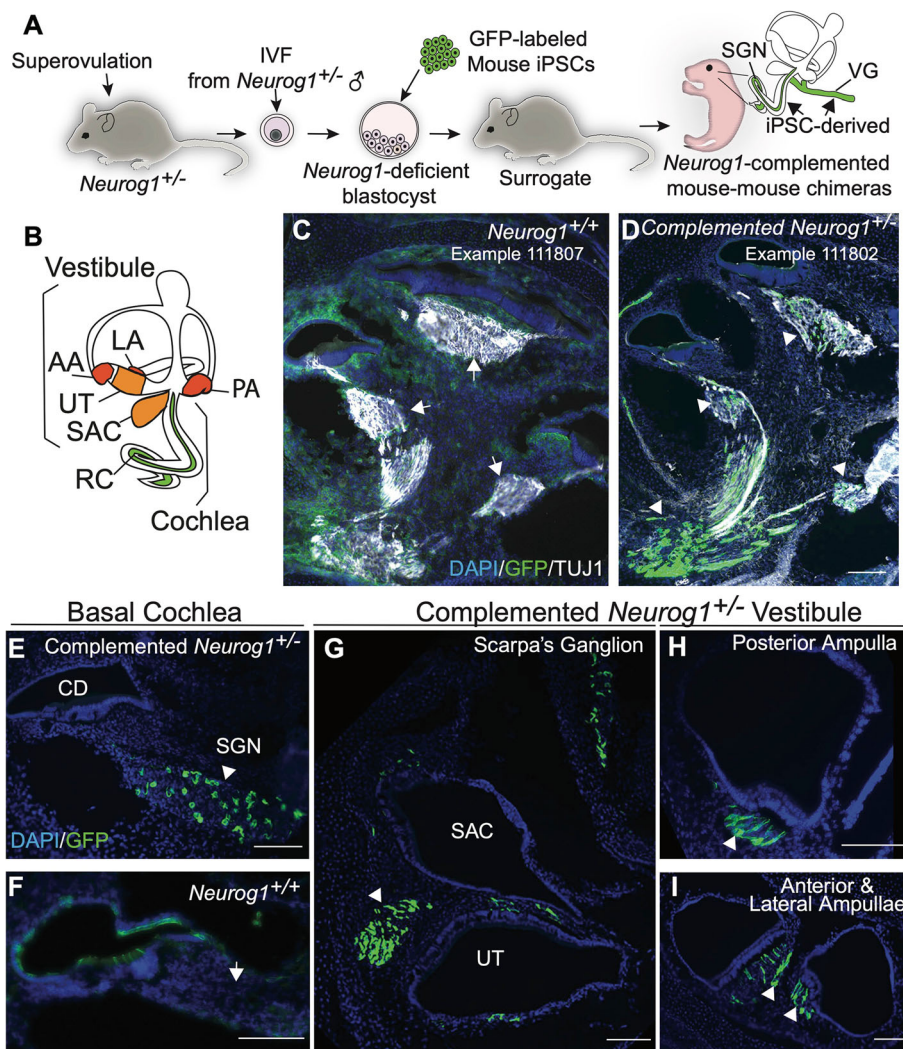 A
Superovulation
Neurog1+/-
IVF
from Neurog1+/- ♂
GFP-labeled
Mouse iPSCs
Neurog1-deficient
blastocyst
Surrogate
SGN
VG
iPSC-derived
Neurog1-complemented
mouse-mouse chimeras
B
Vestibule
AA
LA
UT
SAC
PA
RC
Cochlea
C
Neurog1+/+
Example 111807
DAPI/GFP/TUJ1
D
Complemented Neurog1+/-
Example 111802
Basal Cochlea
Complemented Neurog1+/- Vestibule
E
Complemented Neurog1+/-
CD
SGN
DAPI/GFP
F
Neurog1+/+
G
Scarpa's Ganglion
SAC
UT
H
Posterior Ampulla
I
Anterior &
Lateral Ampullae